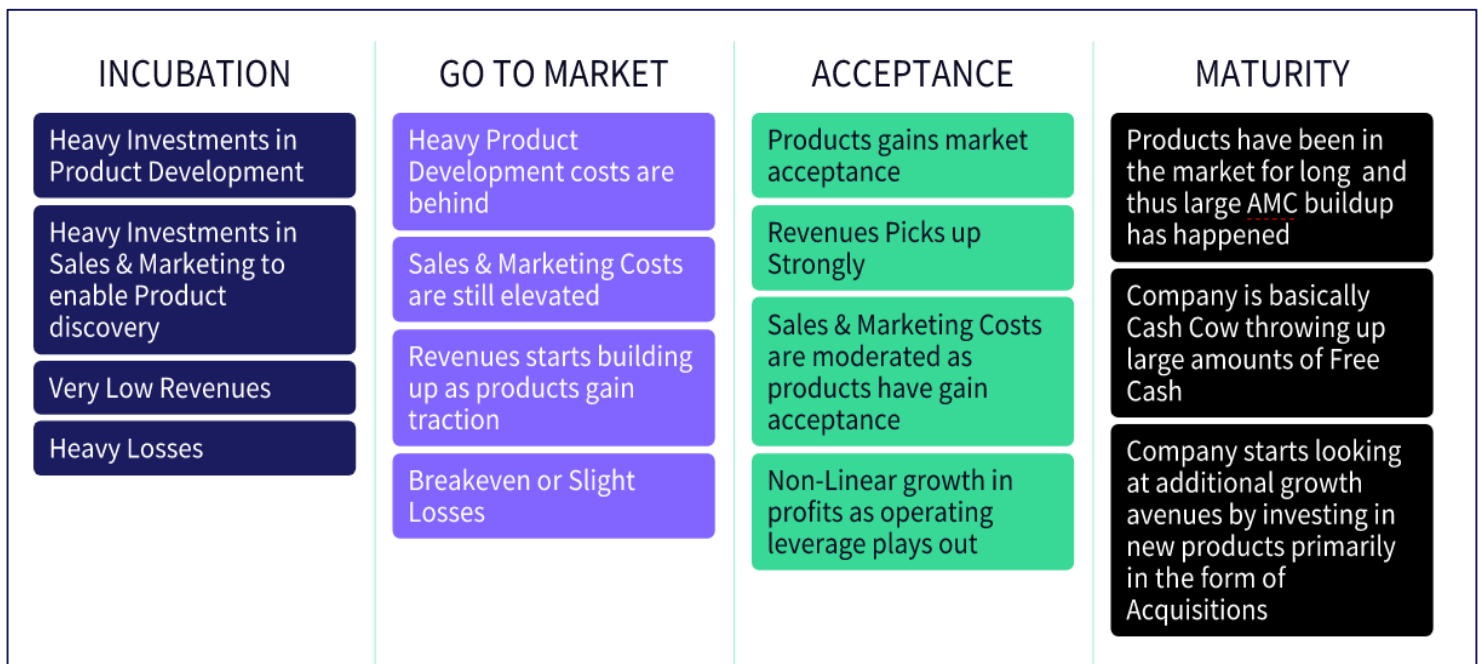 INCUBATION
Heavy Investments in
Product Development
Heavy Investments in
Sales & Marketing to
enable Product
discovery
Very Low Revenues
Heavy Losses
GO TO MARKET
Heavy Product
Development costs are
behind
Sales & Marketing Costs
are still elevated
Revenues starts building
up as products gain
traction
Breakeven or Slight
Losses
ACCEPTANCE
Products gains market
acceptance
Revenues Picks up
Strongly
Sales & Marketing Costs
are moderated as
products have gain
acceptance
Non-Linear growth in
profits as operating
leverage plays out
MATURITY
Products have been in
the market for long and
thus large AMC buildup
has happened
Company is basically
Cash Cow throwing up
large amounts of Free
Cash
Company starts looking
at additional growth
avenues by investing in
new products primarily
in the form of
Acquisitions